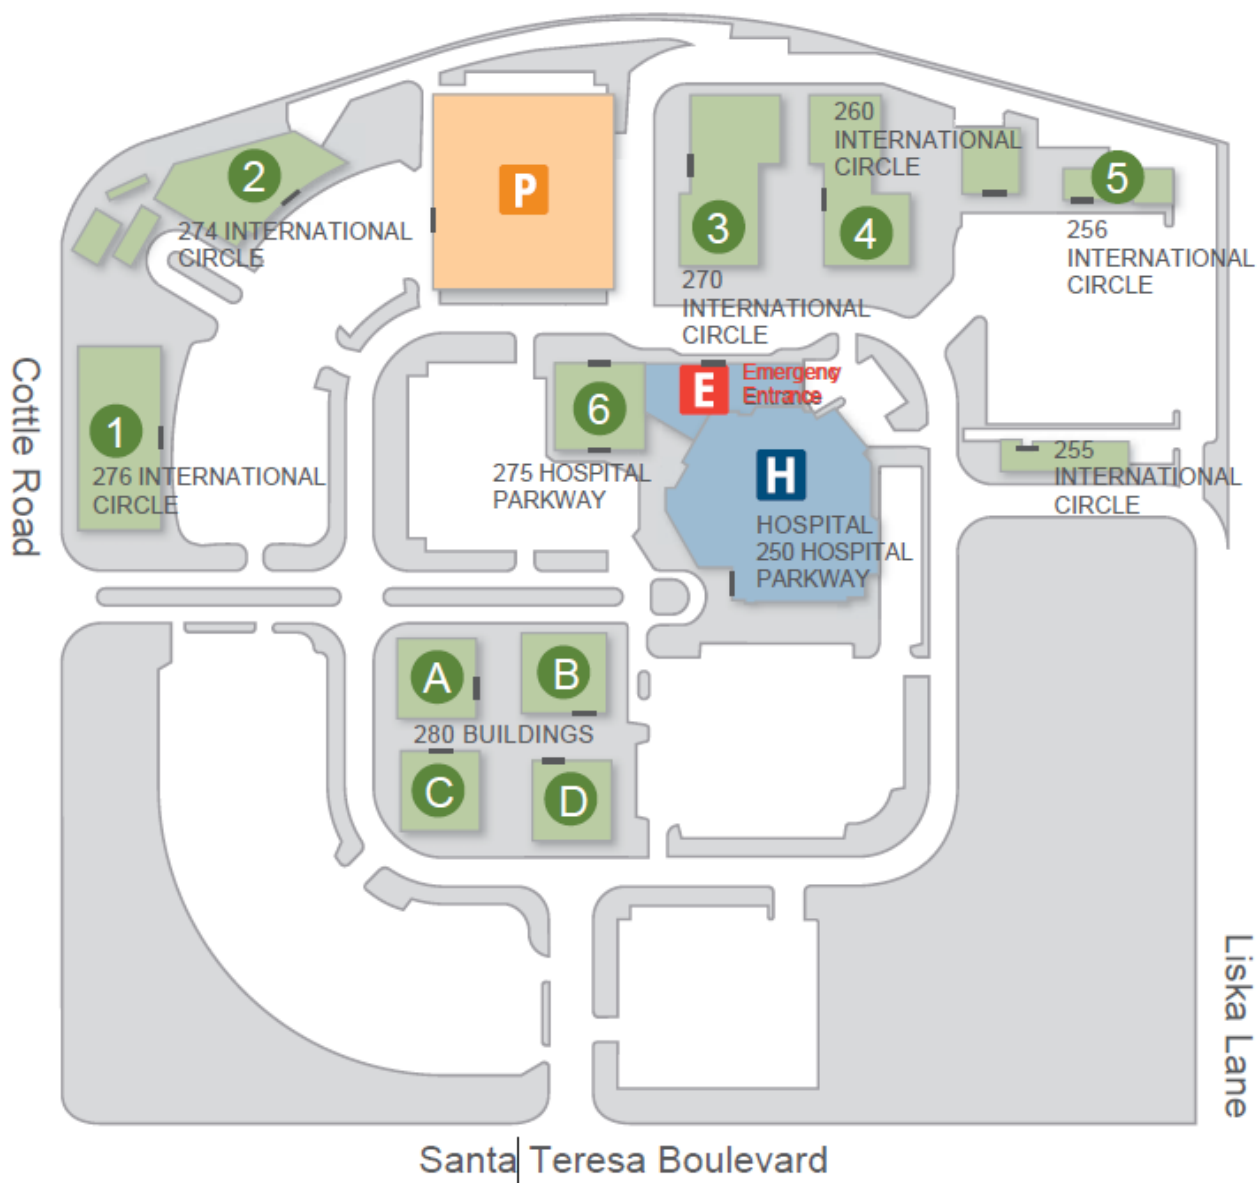 P
2
274 INTERNATIONAL
CIRCLE
3
270
INTERNATIONAL
CIRCLE
260
INTERNATIONAL
CIRCLE
4
5
256
INTERNATIONAL
CIRCLE
Cottle Road
1
276 INTERNATIONAL
CIRCLE
6
275 HOSPITAL
PARKWAY
E
Emergency
Entrance
H
HOSPITAL
250 HOSPITAL
PARKWAY
255
INTERNATIONAL
CIRCLE
A
B
280 BUILDINGS
C
D
Liska Lane
Santa Teresa Boulevard